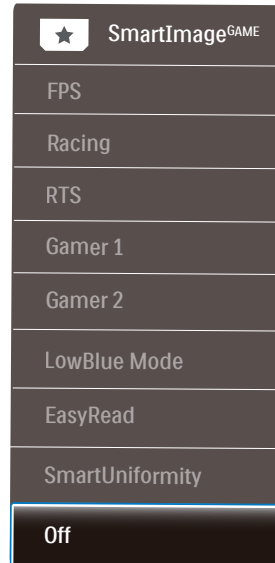 SmartImageGAME
FPS
Racing
RTS
Gamer 1
Gamer 2
LowBlue Mode
EasyRead
SmartUniformity
Off